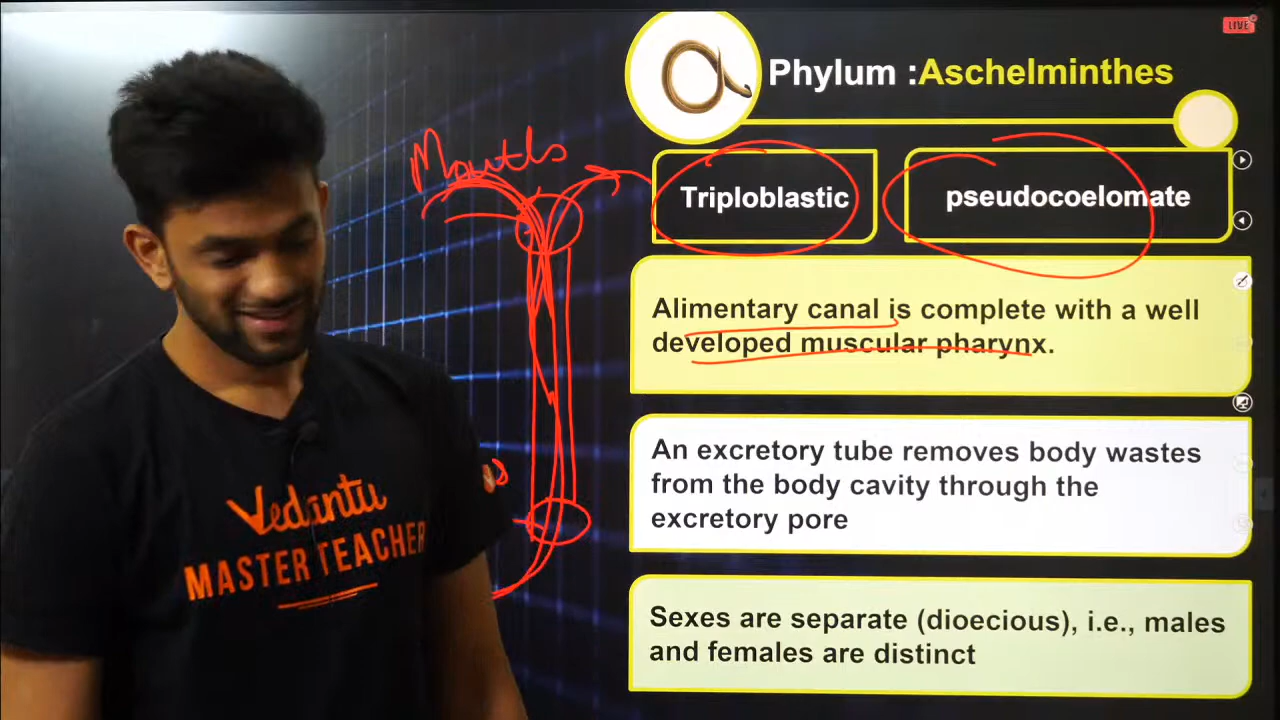 LIVE
Phylum :Aschelminthes
Mouth
Triploblastic
pseudocoelomate
Alimentary canal is complete with a well
developed muscular pharynx.
An excretory tube removes body wastes
from the body cavity through the
excretory pore
Sexes are separate (dioecious), i.e., males
and females are distinct
Vedantu
MASTER TEACHER